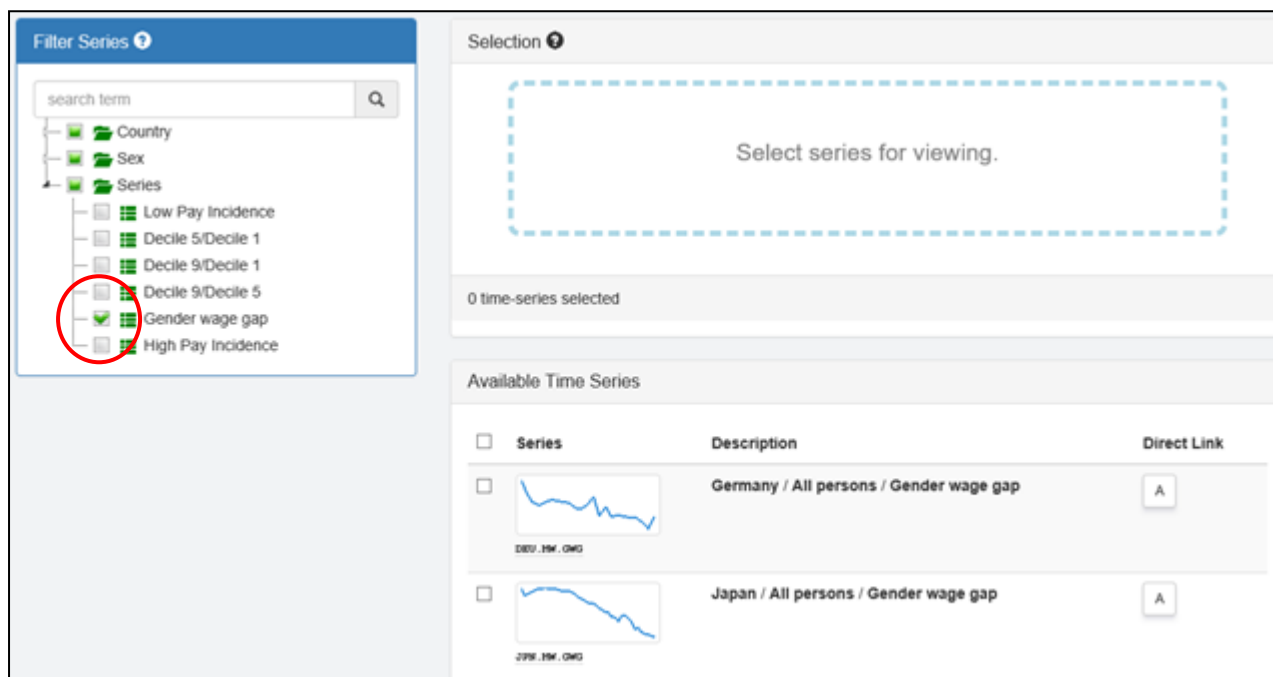 Filter Series ?
search term
Country
Sex
Series
Low Pay Incidence
Decile 5/Decile 1
Decile 9/Decile 1
Decile 9/Decile 5
Gender wage gap
High Pay Incidence
Selection ?
Select series for viewing.
0 time-series selected
Available Time Series
Series Description Direct Link
Germany / All persons / Gender wage gap A
DEU.MW.GWG
Japan / All persons / Gender wage gap A
JPN.MW.GWG